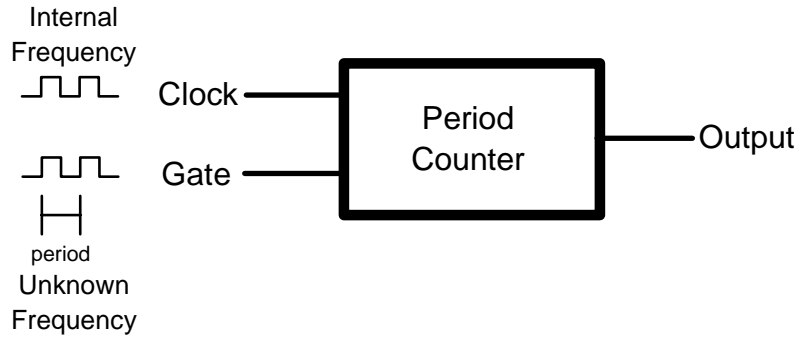 Internal
Frequency
Clock
Gate
period
Unknown
Frequency
Period
Counter
Output